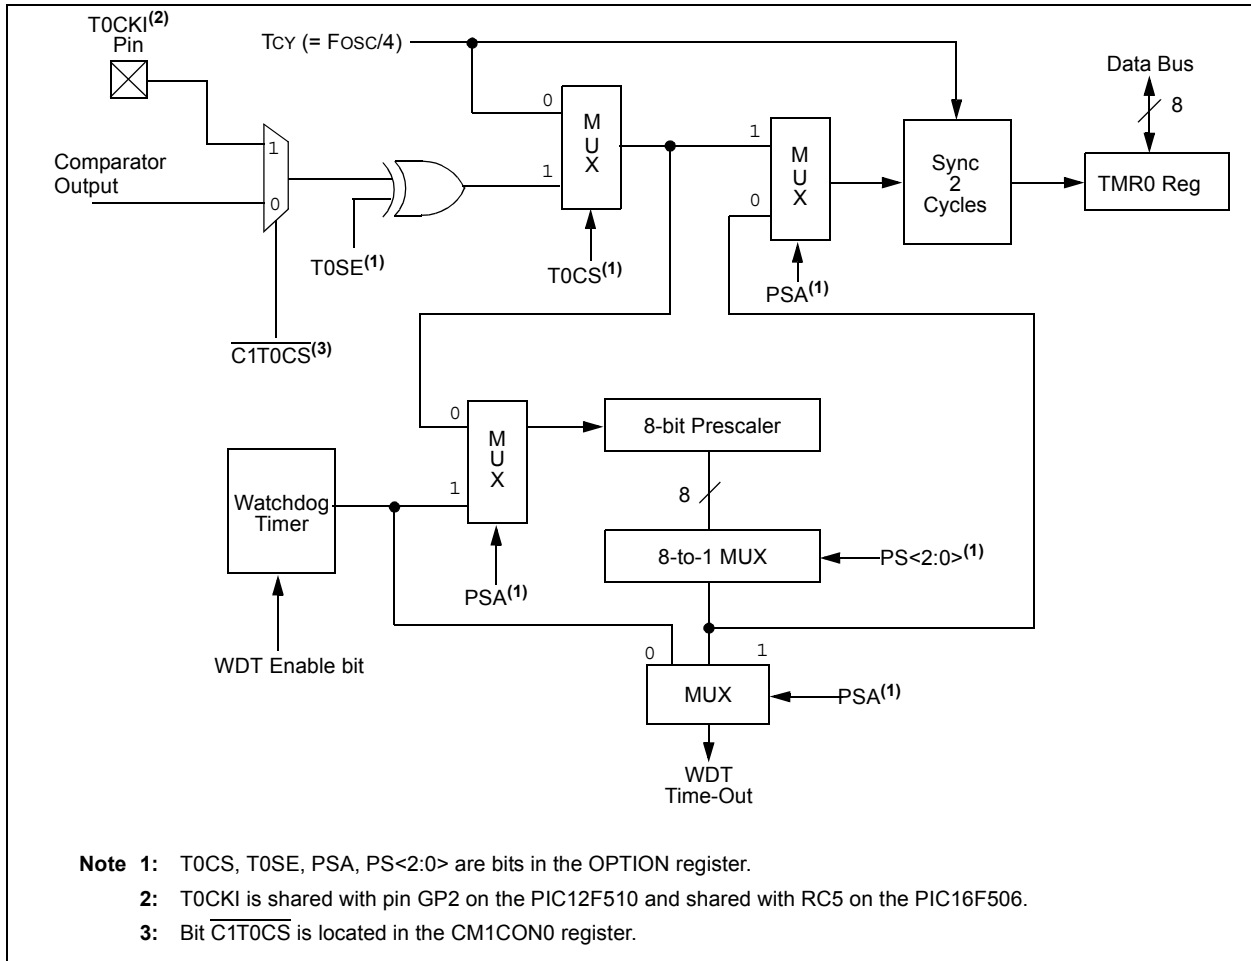 T0CKI(2)
Pin
TCY (= FOSC/4)
Data Bus
8
0
M
U
X
1
M
U
X
1
Sync
2
Cycles
TMR0 Reg
Comparator
Output
1
0
0
T0SE(1)
T0CS(1)
PSA(1)
C1T0CS(3)
0
M
U
X
8-bit Prescaler
1
8
Watchdog
Timer
8-to-1 MUX
PS<2:0>(1)
PSA(1)
WDT Enable bit
0
1
MUX
PSA(1)
WDT
Time-Out
Note 1: T0CS, T0SE, PSA, PS<2:0> are bits in the OPTION register.
2: T0CKI is shared with pin GP2 on the PIC12F510 and shared with RC5 on the PIC16F506.
3: Bit C1T0CS is located in the CM1CON0 register.